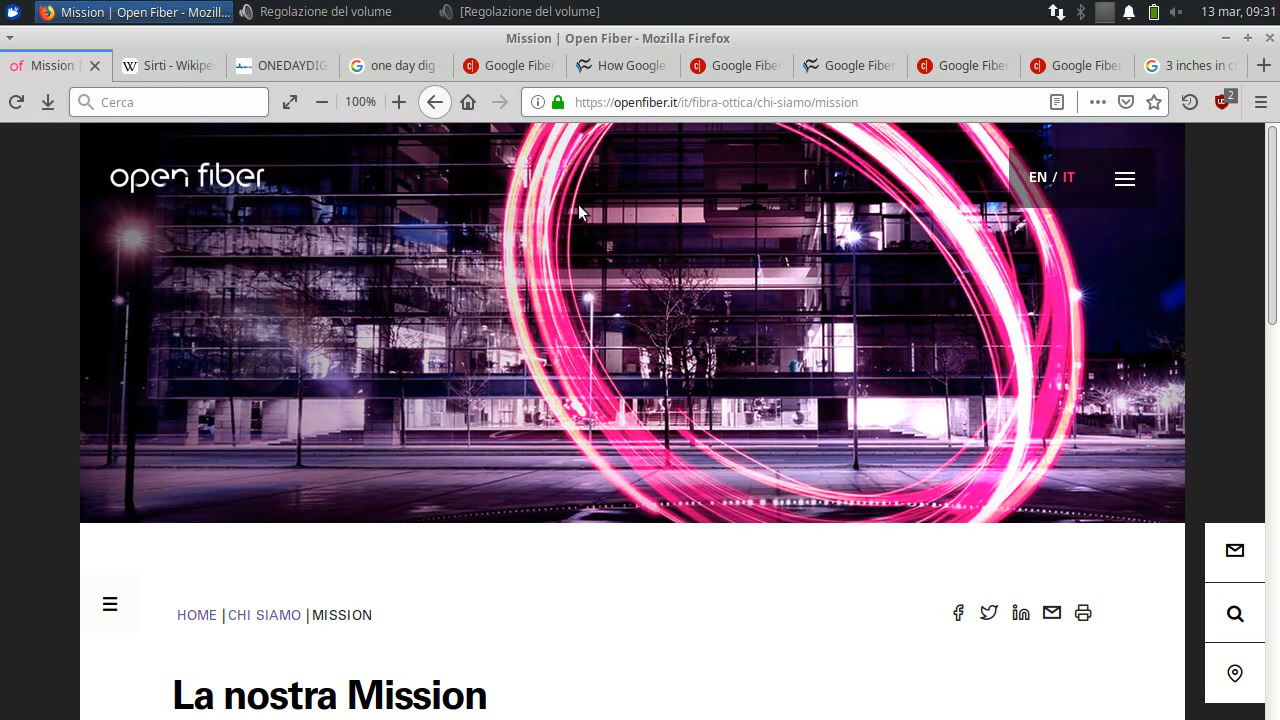 Mission | Open Fiber - Mozill...
Regolazione del volume
[Regolazione del volume]
13 mar, 09:31
Mission | Open Fiber - Mozilla Firefox
Mission |
Sirti - Wikipe
ONEDAYDIG
one day dig -
Google Fiber
How Google
Google Fiber
Google Fiber
Google Fiber
Google Fiber
3 inches in c
Cerca
100%
https://openfiber.it/it/fibra-ottica/chi-siamo/mission
2
open fiber
EN / IT
HOME | CHI SIAMO | MISSION
La nostra Mission